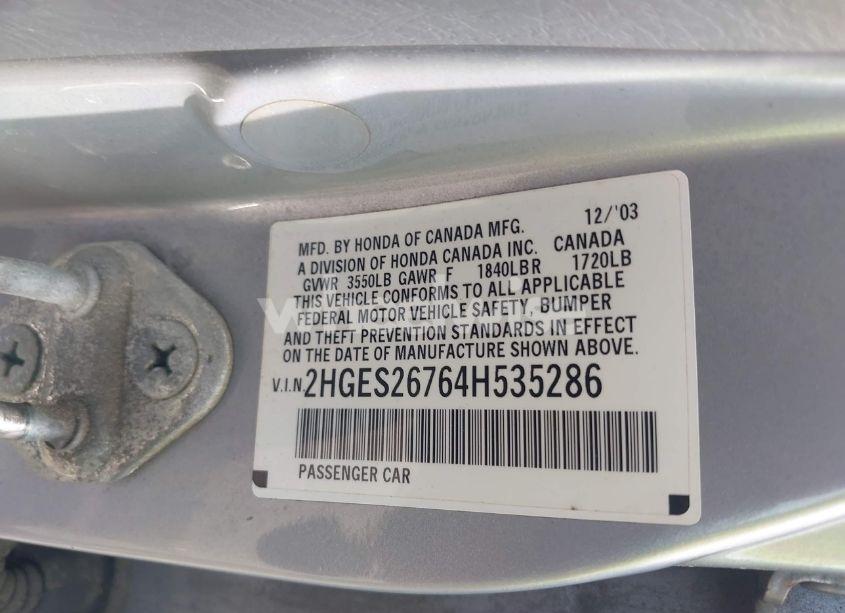 12/'03
MFD. BY HONDA OF CANADA MFG.
A DIVISION OF HONDA CANADA INC. CANADA
GVWR 3550LB GAWR F 1840LB R 1720LB
THIS VEHICLE CONFORMS TO ALL APPLICABLE
FEDERAL MOTOR VEHICLE SAFETY, BUMPER
AND THEFT PREVENTION STANDARDS IN EFFECT
ON THE DATE OF MANUFACTURE SHOWN ABOVE.
V.I.N. 2HGES26764H535286
PASSENGER CAR